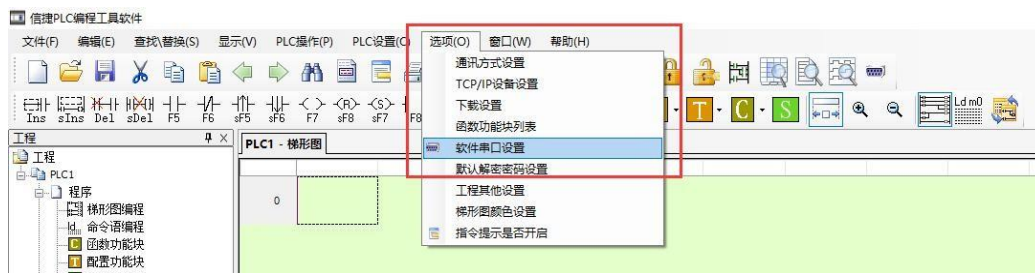 信捷PLC编程工具软件
文件(F) 编辑(E) 查找\替换(S) 显示(V) PLC操作(P) PLC设置(C) 选项(O) 窗口(W) 帮助(H)
通讯方式设置
TCP/IP设备设置
下载设置
函数功能块列表
软件串口设置
默认解密密码设置
工程其他设置
梯形图颜色设置
指令提示是否开启
T C S Ld m0
Ins sIns Del sDel F5 F6 sF5 sF6 F7 sF8 sF7 F8
工程
PLC1 - 梯形图
工程
PLC1
程序
梯形图编程
命令语编程
函数功能块
配置功能块
0